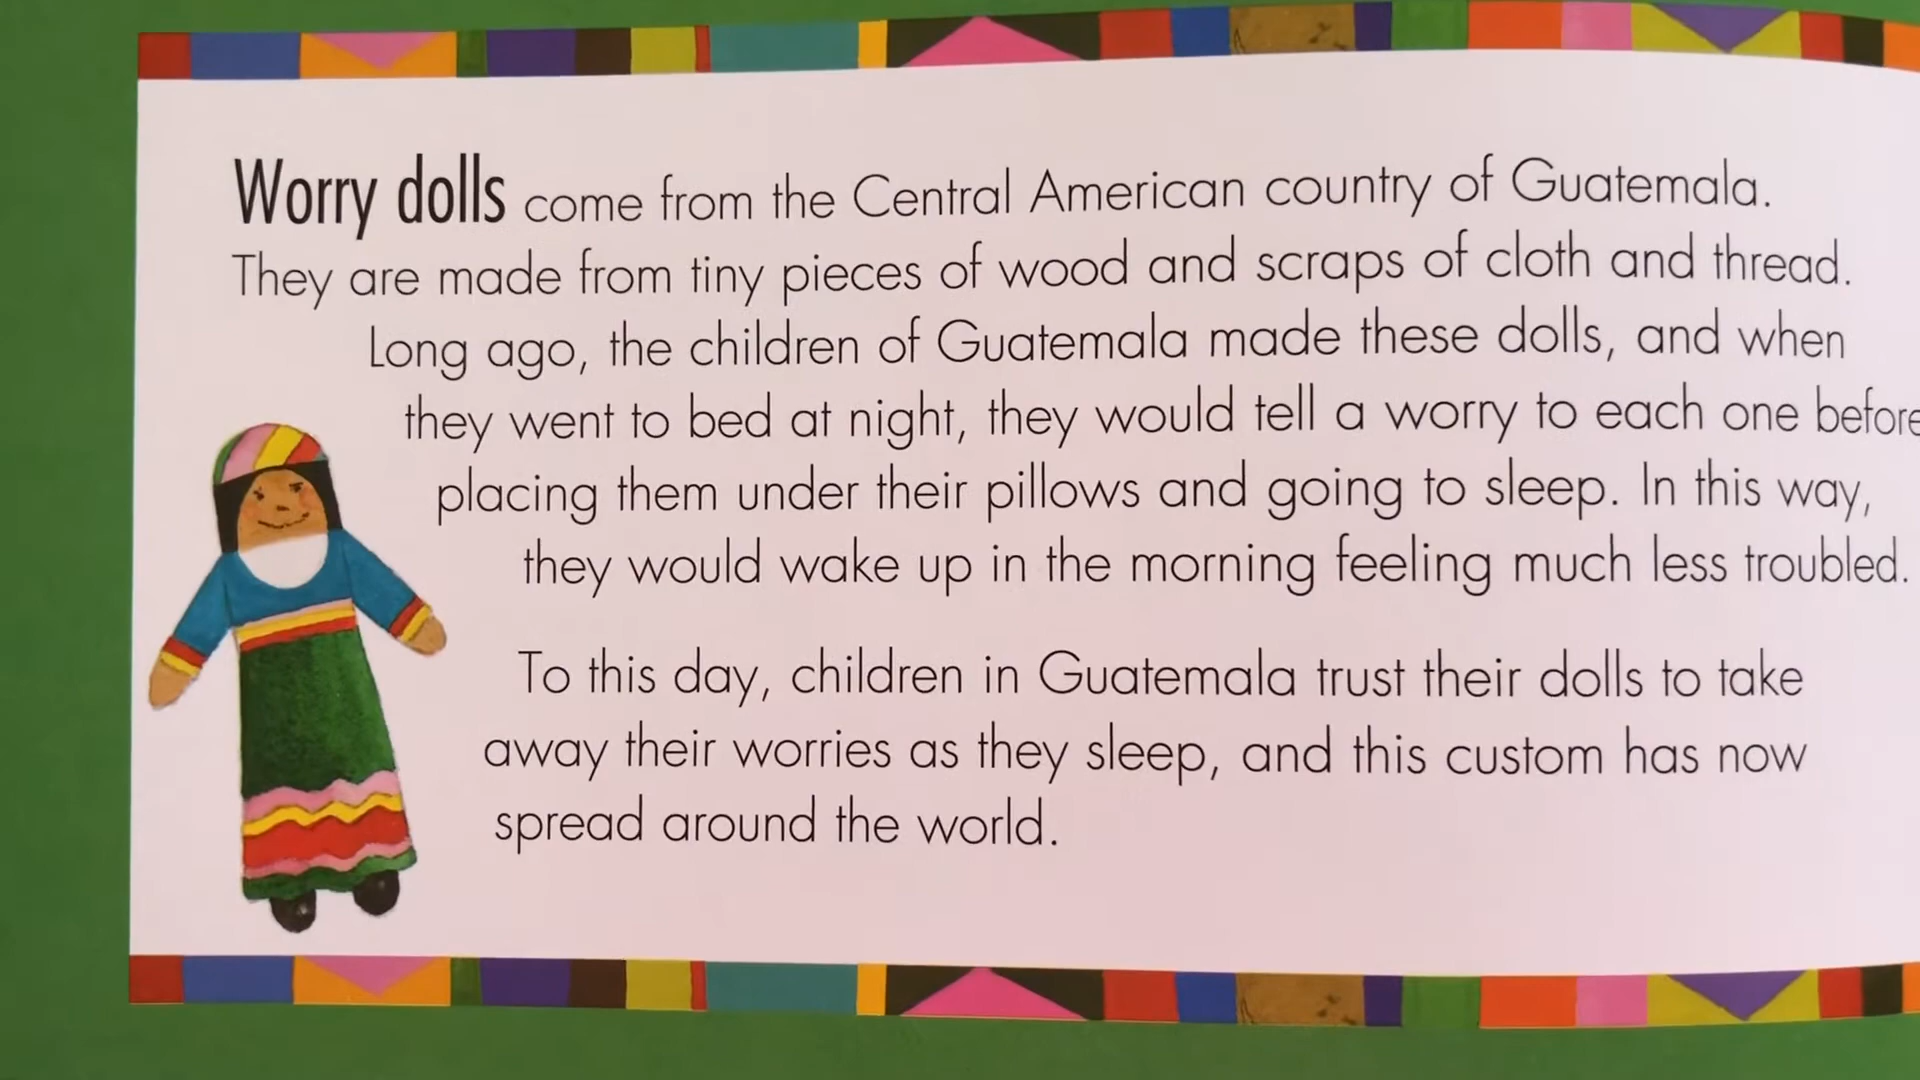 Worry dolls come from the Central American country of Guatemala.
They are made from tiny pieces of wood and scraps of cloth and thread.
Long ago, the children of Guatemala made these dolls, and when
they went to bed at night, they would tell a worry to each one before
placing them under their pillows and going to sleep. In this way,
they would wake up in the morning feeling much less troubled.
To this day, children in Guatemala trust their dolls to take
away their worries as they sleep, and this custom has now
spread around the world.